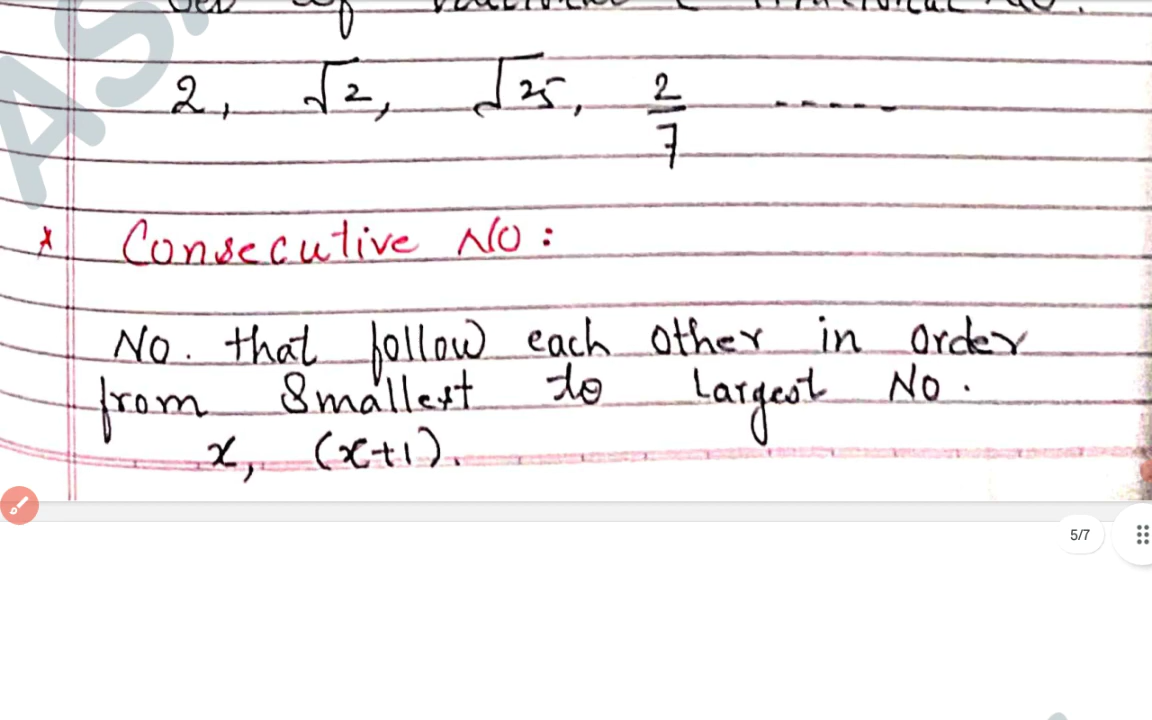 2, √2, √25, 2/7 -----
* Consecutive NO:
No. that follow each other in order
from Smallest to Largest No.
x, (x+1).
5/7